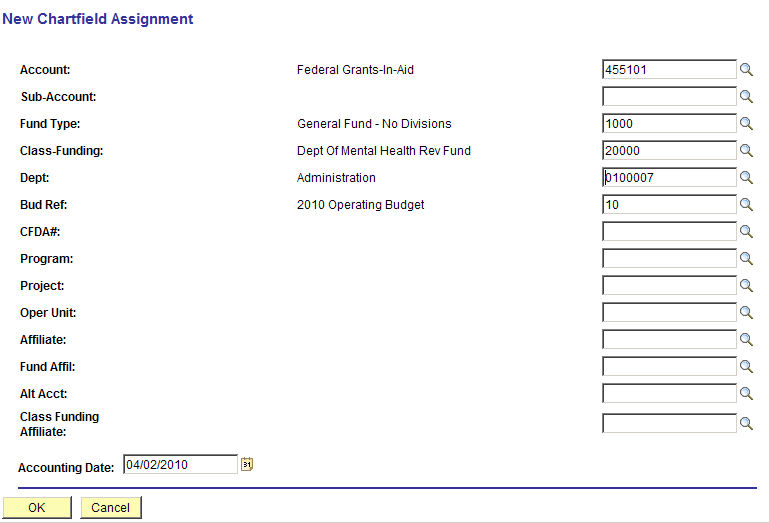 New Chartfield Assignment
Account: Federal Grants-In-Aid 455101
Sub-Account:
Fund Type: General Fund - No Divisions 1000
Class-Funding: Dept Of Mental Health Rev Fund 20000
Dept: Administration 0100007
Bud Ref: 2010 Operating Budget 10
CFDA#:
Program:
Project:
Oper Unit:
Affiliate:
Fund Affil:
Alt Acct:
Class Funding
Affiliate:
Accounting Date: 04/02/2010 31
OK Cancel